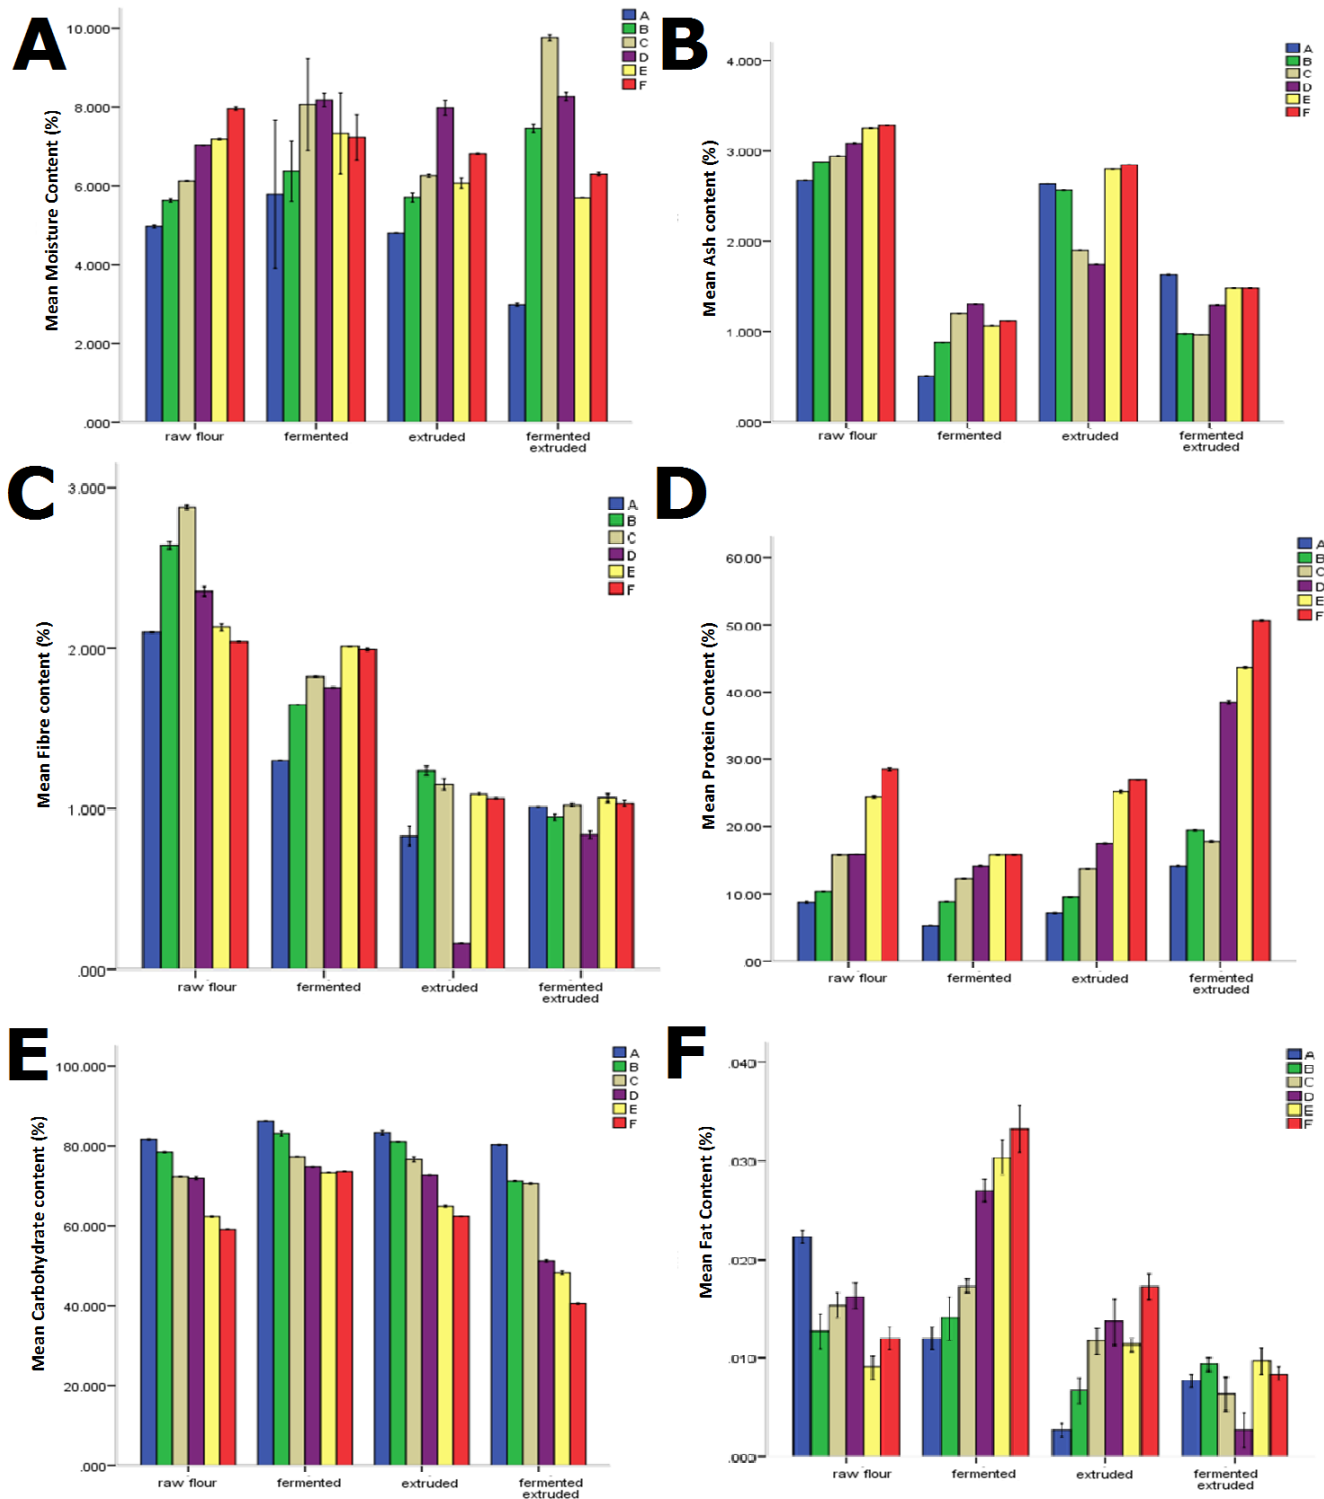 A
Mean Moisture Content (%)
10.000
8.000
6.000
4.000
2.000
.000
raw flour
fermented
extruded
fermented
extruded
A
B
C
D
E
F
B
Mean Ash content (%)
4.000
3.000
2.000
1.000
.000
raw flour
fermented
extruded
fermented
extruded
A
B
C
D
E
F
C
Mean Fibre content (%)
3.000
2.000
1.000
.000
raw flour
fermented
extruded
fermented
extruded
A
B
C
D
E
F
D
Mean Protein Content (%)
60.00
50.00
40.00
30.00
20.00
10.00
.00
raw flour
fermented
extruded
fermented
extruded
A
B
C
D
E
F
E
Mean Carbohydrate content (%)
100.000
80.000
60.000
40.000
20.000
.000
raw flour
fermented
extruded
fermented
extruded
A
B
C
D
E
F
F
Mean Fat Content (%)
.040
.030
.020
.010
.000
raw flour
fermented
extruded
fermented
extruded
A
B
C
D
E
F